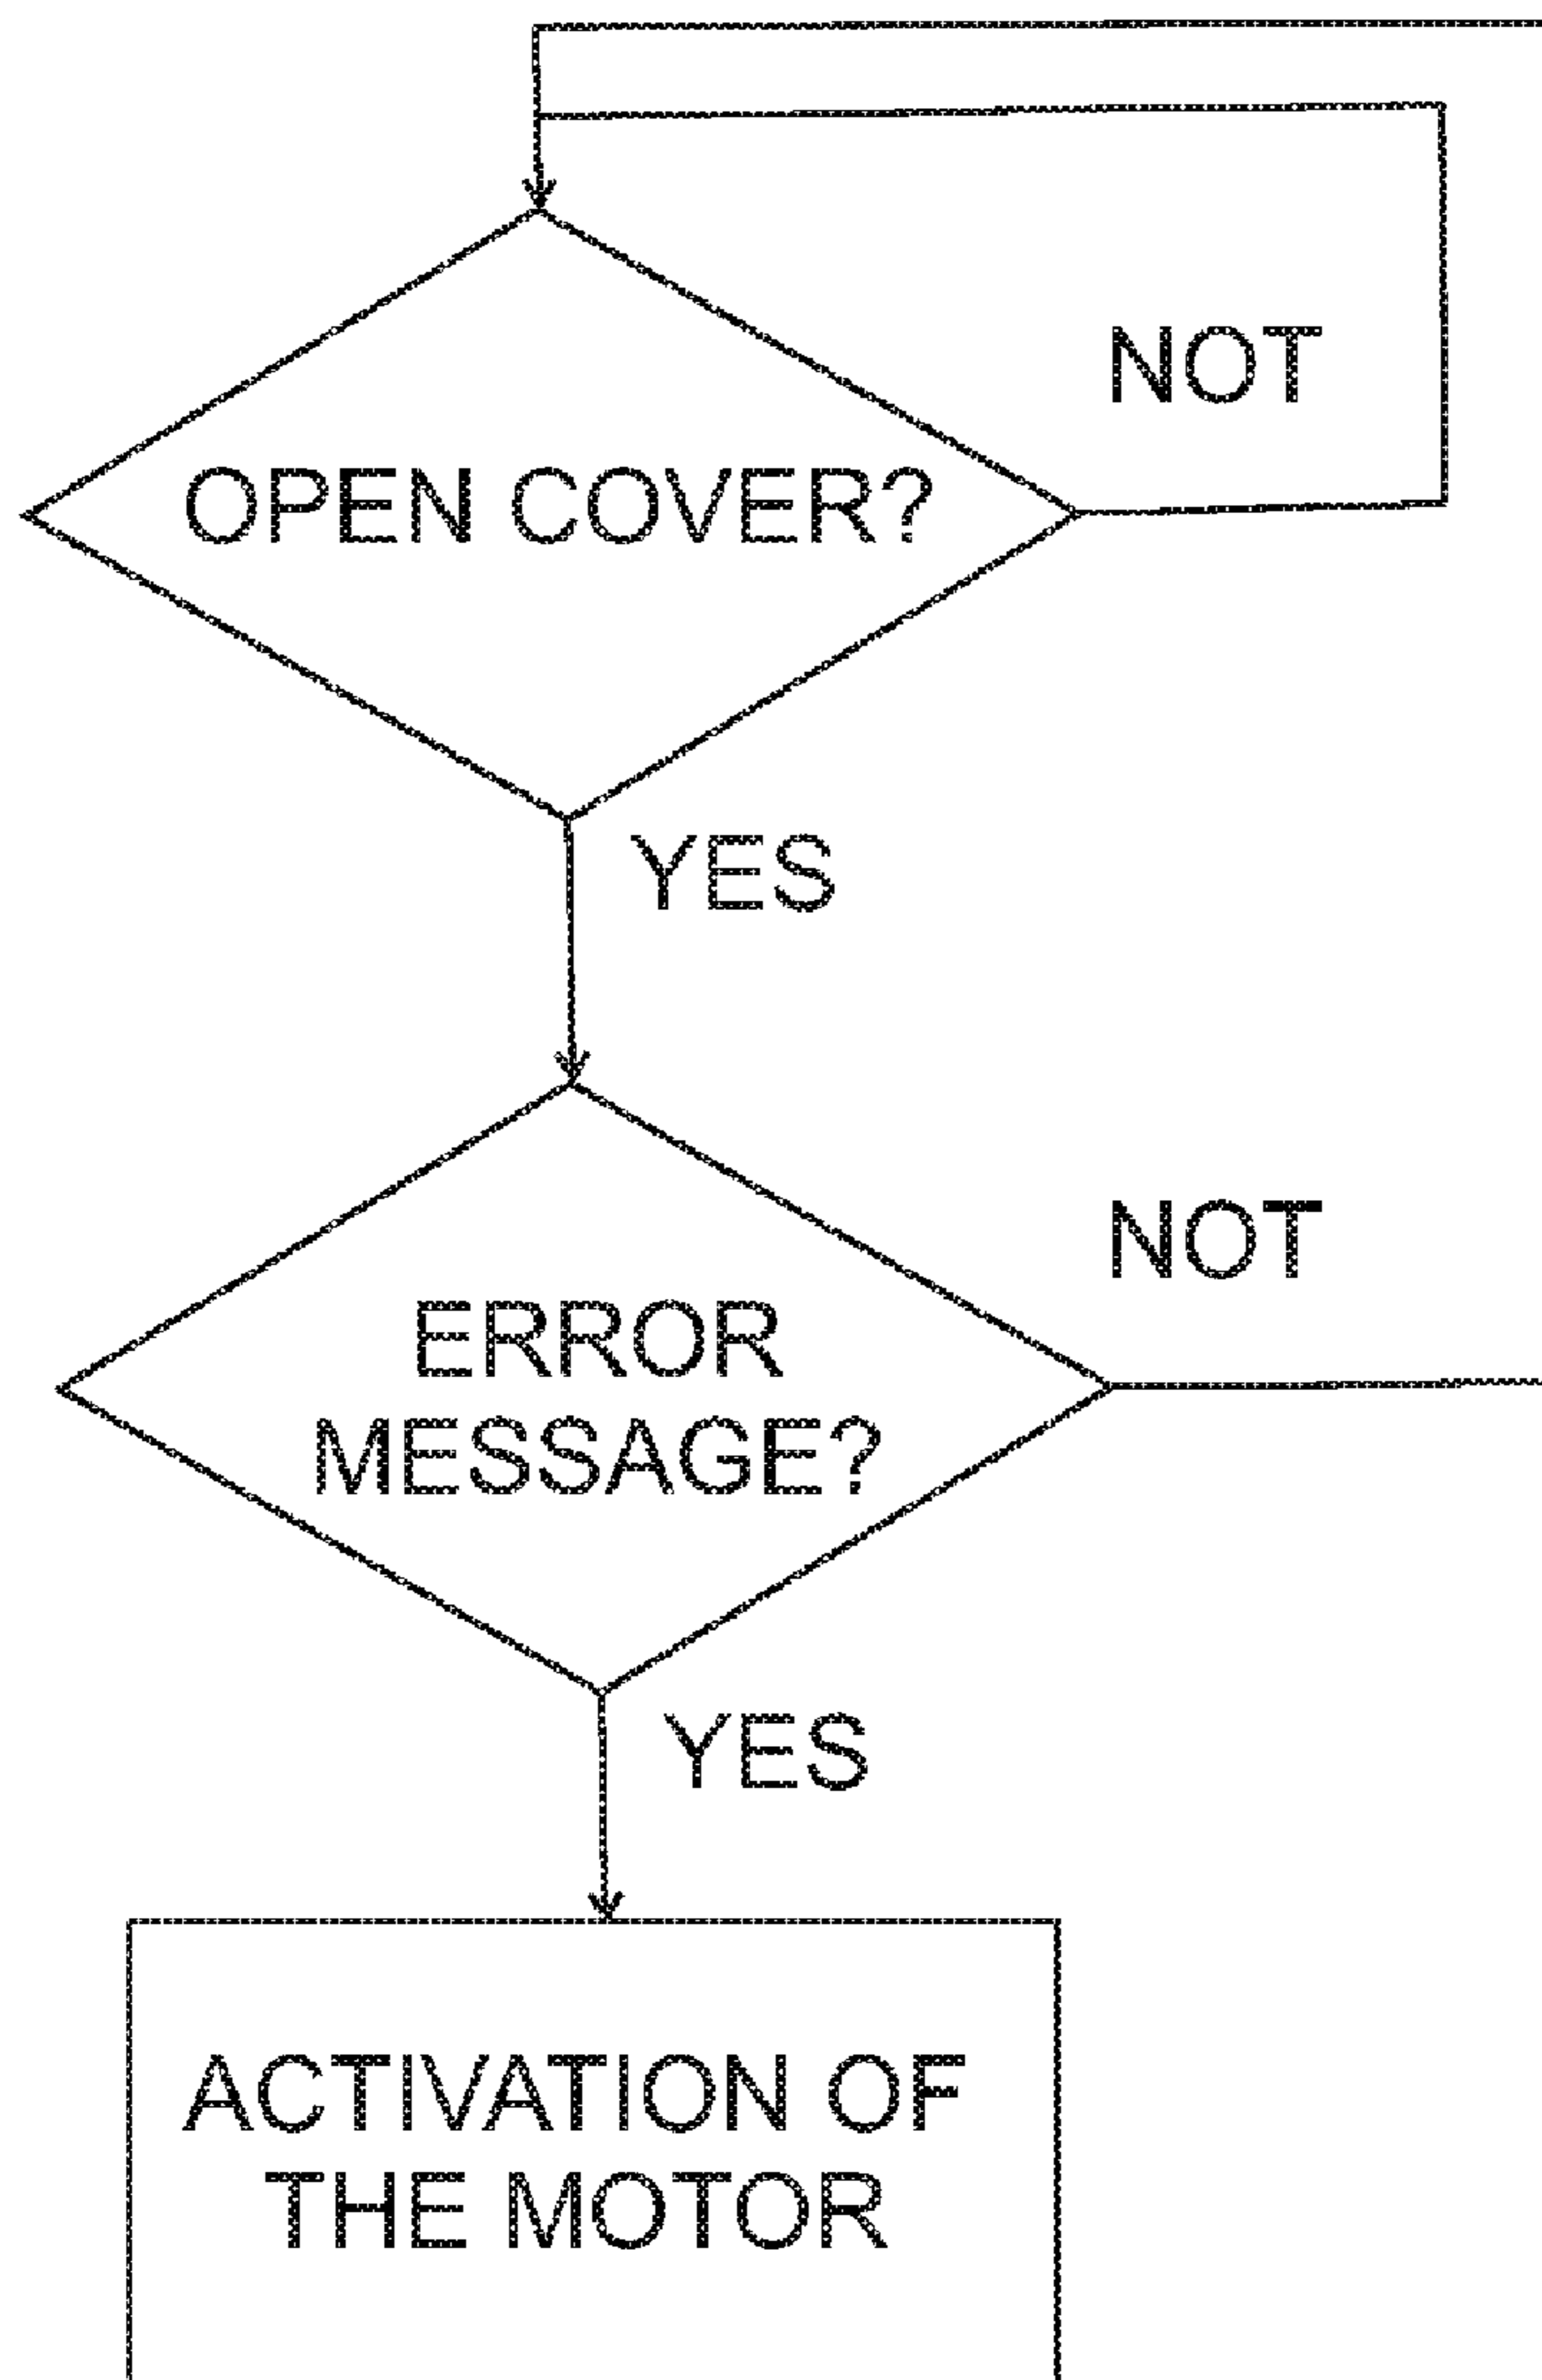 NOT
OPEN COVER?
YES
NOT
ERROR
MESSAGE?
YES
ACTIVATION OF
THE MOTOR